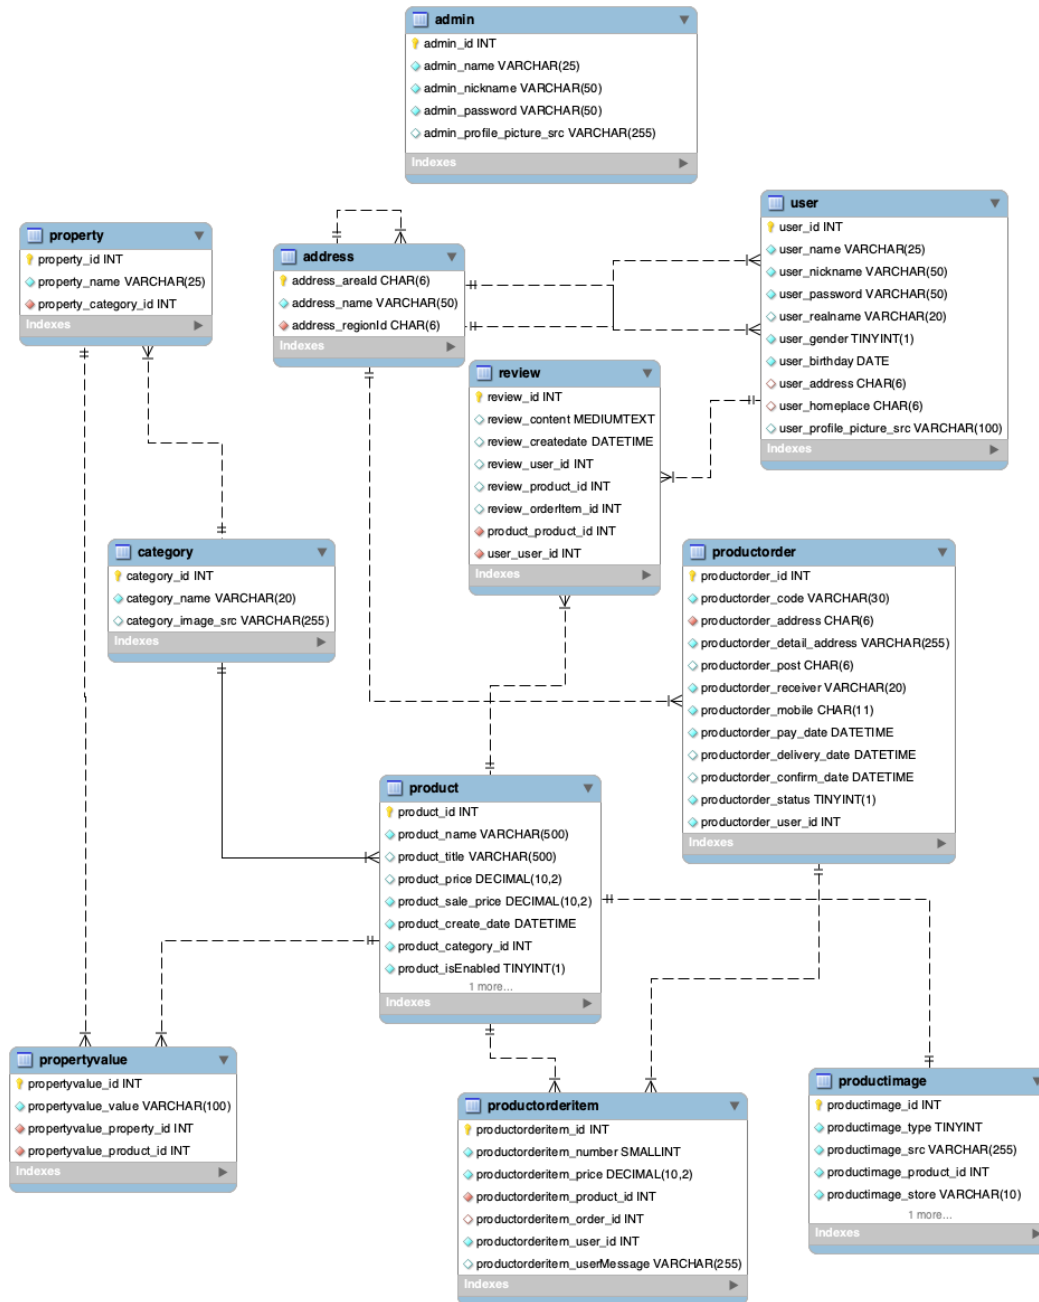 admin
admin_id INT
admin_name VARCHAR(25)
admin_nickname VARCHAR(50)
admin_password VARCHAR(50)
admin_profile_picture_src VARCHAR(255)
Indexes
user
user_id INT
user_name VARCHAR(25)
user_nickname VARCHAR(50)
user_password VARCHAR(50)
user_realname VARCHAR(20)
user_gender TINYINT(1)
user_birthday DATE
user_address CHAR(6)
user_homeplace CHAR(6)
user_profile_picture_src VARCHAR(100)
Indexes
property
property_id INT
property_name VARCHAR(25)
property_category_id INT
Indexes
address
address_areaId CHAR(6)
address_name VARCHAR(50)
address_regionId CHAR(6)
Indexes
review
review_id INT
review_content MEDIUMTEXT
review_createdate DATETIME
review_user_id INT
review_product_id INT
review_orderItem_id INT
product_product_id INT
user_user_id INT
Indexes
category
category_id INT
category_name VARCHAR(20)
category_image_src VARCHAR(255)
Indexes
productorder
productorder_id INT
productorder_code VARCHAR(30)
productorder_address CHAR(6)
productorder_detail_address VARCHAR(255)
productorder_post CHAR(6)
productorder_receiver VARCHAR(20)
productorder_mobile CHAR(11)
productorder_pay_date DATETIME
productorder_delivery_date DATETIME
productorder_confirm_date DATETIME
productorder_status TINYINT(1)
productorder_user_id INT
Indexes
product
product_id INT
product_name VARCHAR(500)
product_title VARCHAR(500)
product_price DECIMAL(10,2)
product_sale_price DECIMAL(10,2)
product_create_date DATETIME
product_category_id INT
product_isEnabled TINYINT(1)
1 more...
Indexes
propertyvalue
propertyvalue_id INT
propertyvalue_value VARCHAR(100)
propertyvalue_property_id INT
propertyvalue_product_id INT
Indexes
productorderitem
productorderitem_id INT
productorderitem_number SMALLINT
productorderitem_price DECIMAL(10,2)
productorderitem_product_id INT
productorderitem_order_id INT
productorderitem_user_id INT
productorderitem_userMessage VARCHAR(255)
Indexes
productimage
productimage_id INT
productimage_type TINYINT
productimage_src VARCHAR(255)
productimage_product_id INT
productimage_store VARCHAR(10)
1 more...
Indexes